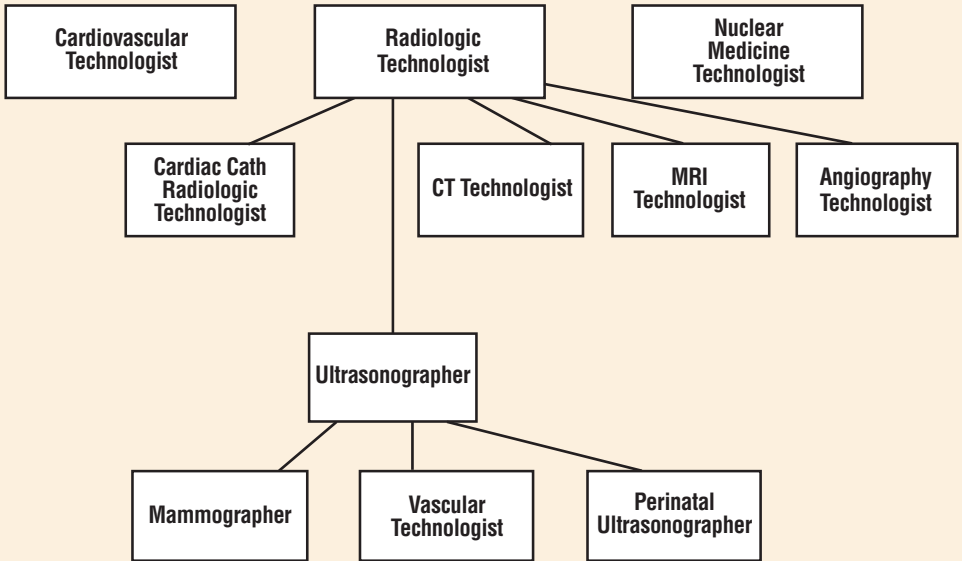 Cardiovascular
Technologist
Radiologic
Technologist
Nuclear
Medicine
Technologist
Cardiac Cath
Radiologic
Technologist
CT Technologist
MRI
Technologist
Angiography
Technologist
Ultrasonographer
Mammographer
Vascular
Technologist
Perinatal
Ultrasonographer